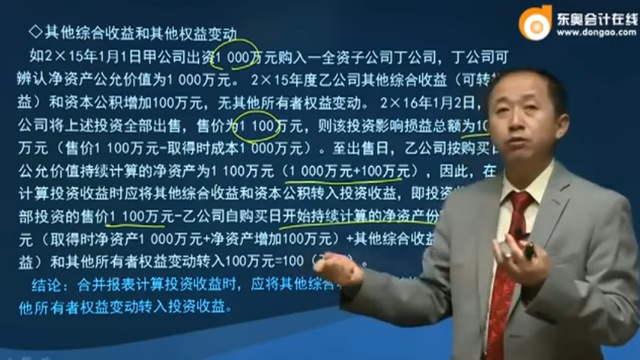 东奥会计在线
www.dongao.com
◇其他综合收益和其他权益变动
如2×15年1月1日甲公司出资1 000万元购入一全资子公司丁公司，丁公司可
辨认净资产公允价值为1 000万元。 2×15年度乙公司其他综合收益（可转损
益）和资本公积增加100万元，无其他所有者权益变动。 2×16年1月2日，
公司将上述投资全部出售，售价为1 100万元，则该投资影响损益总额为10
万元（售价1 100万元-取得时成本1 000万元）。至出售日，乙公司按购买
公允价值持续计算的净资产为1 100万元（1 000万元+100万元），因此，在
计算投资收益时应将其他综合收益和资本公积转入投资收益，即投资
部投资的售价1 100万元-乙公司自购买日开始持续计算的净资产份
元（取得时净资产1 000万元+净资产增加100万元）+其他综合收
益）和其他所有者权益变动转入100万元=100（
）。
结论：合并报表计算投资收益时，应将其他综
他所有者权益变动转入投资收益。